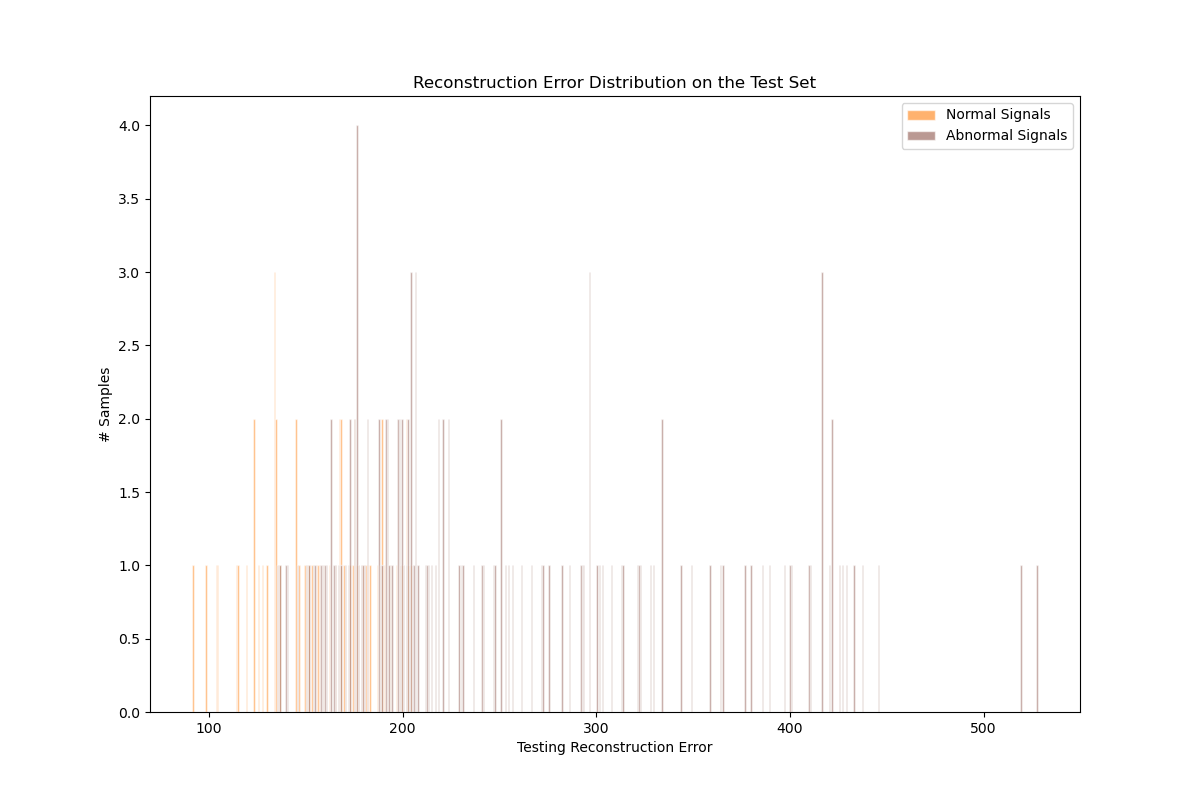 Reconstruction Error Distribution on the Test Set
Normal Signals
Abnormal Signals
# Samples
4.0
3.5
3.0
2.5
2.0
1.5
1.0
0.5
0.0
100 200 300 400 500
Testing Reconstruction Error